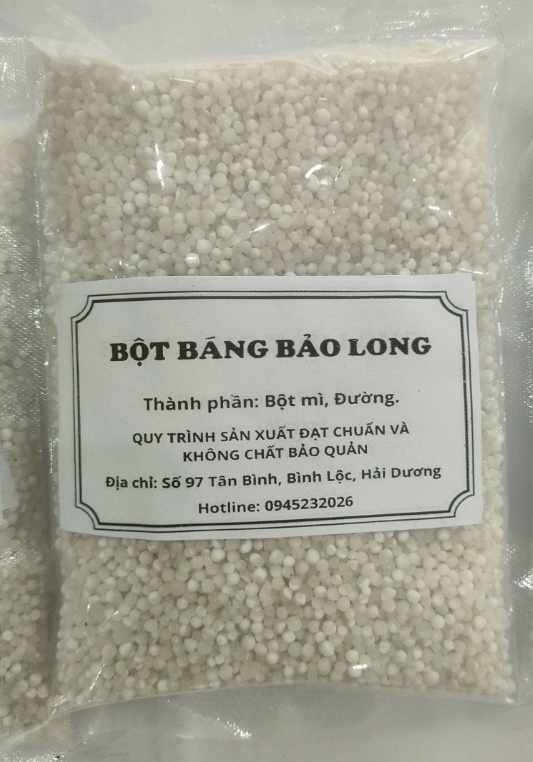 BỘT BÁNG BẢO LONG
Thành phần: Bột mì, Đường.
QUY TRÌNH SẢN XUẤT ĐẠT CHUẨN VÀ
KHÔNG CHẤT BẢO QUẢN
Địa chỉ: Số 97 Tân Bình, Bình Lộc, Hải Dương
Hotline: 0945232026